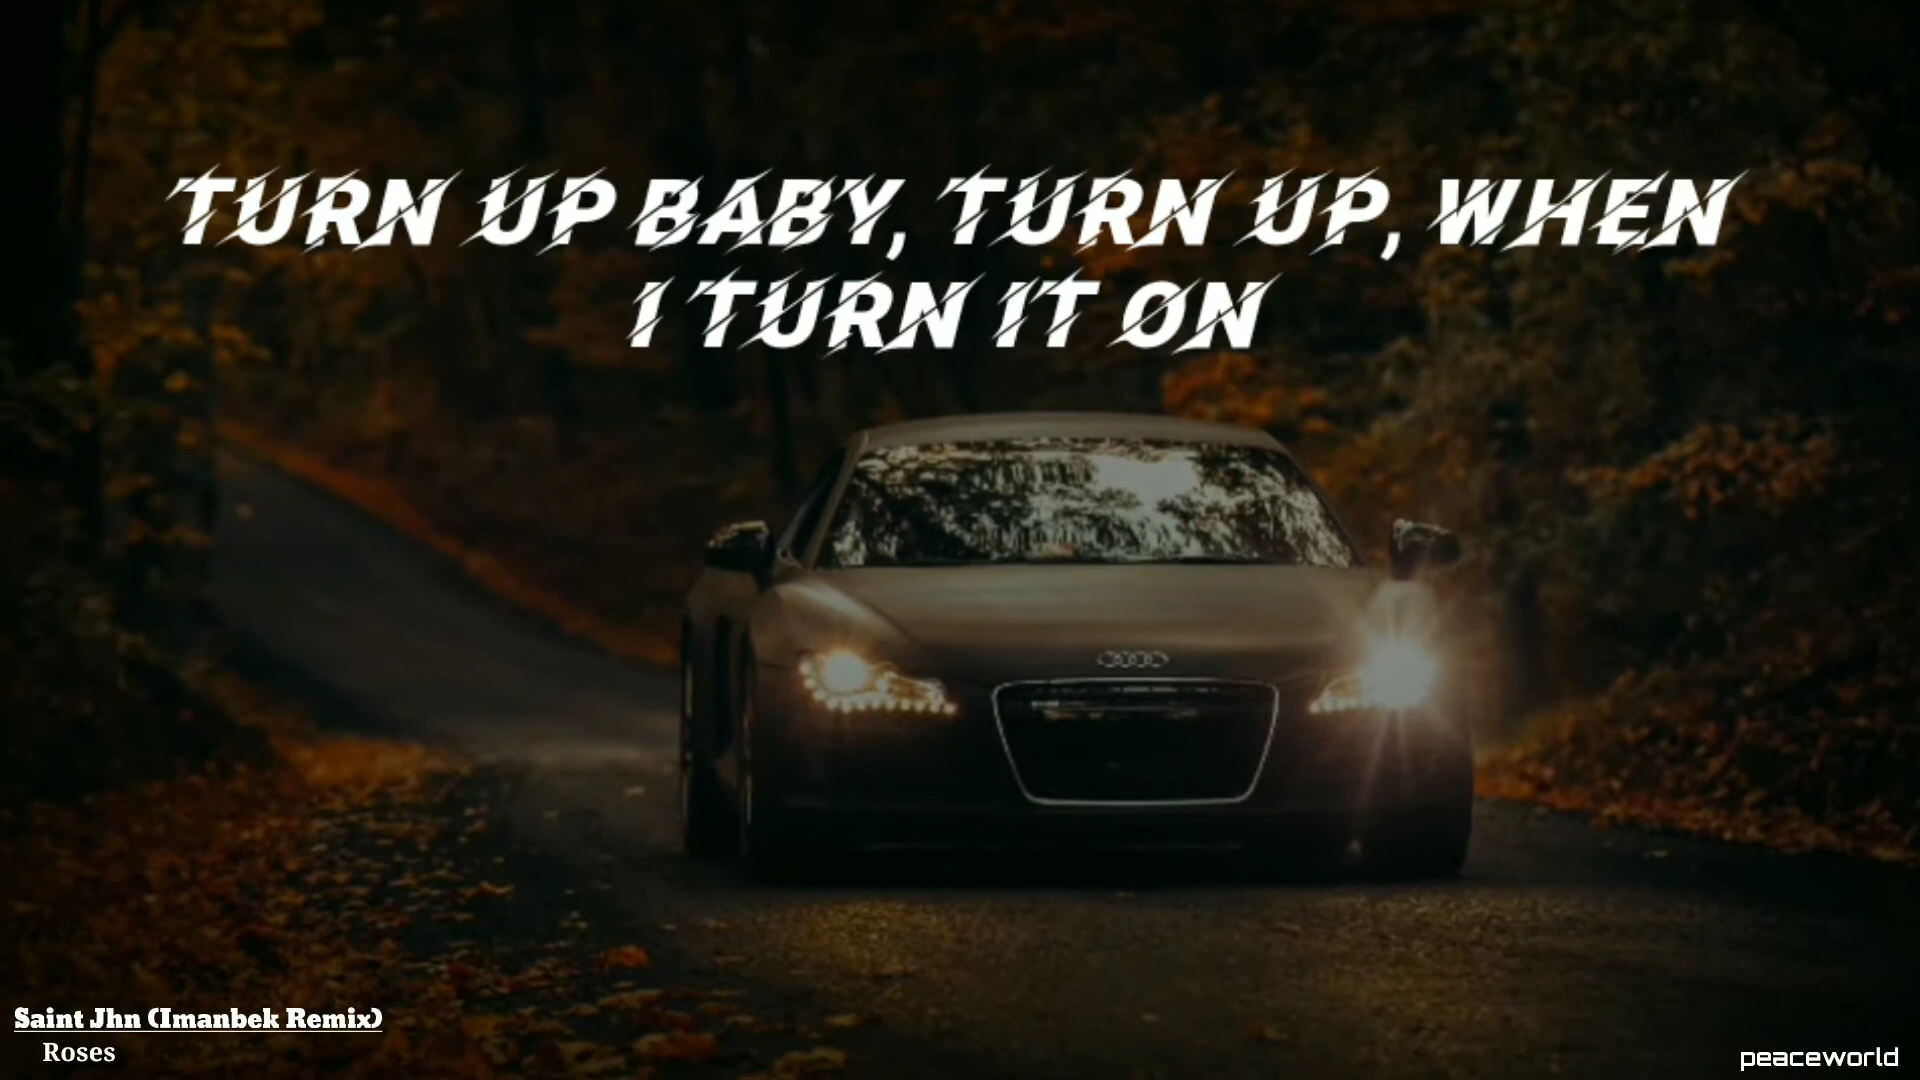 TURN UP BABY, TURN UP, WHEN
I TURN IT ON
Saint Jhn (Imanbek Remix)
Roses
peaceworld